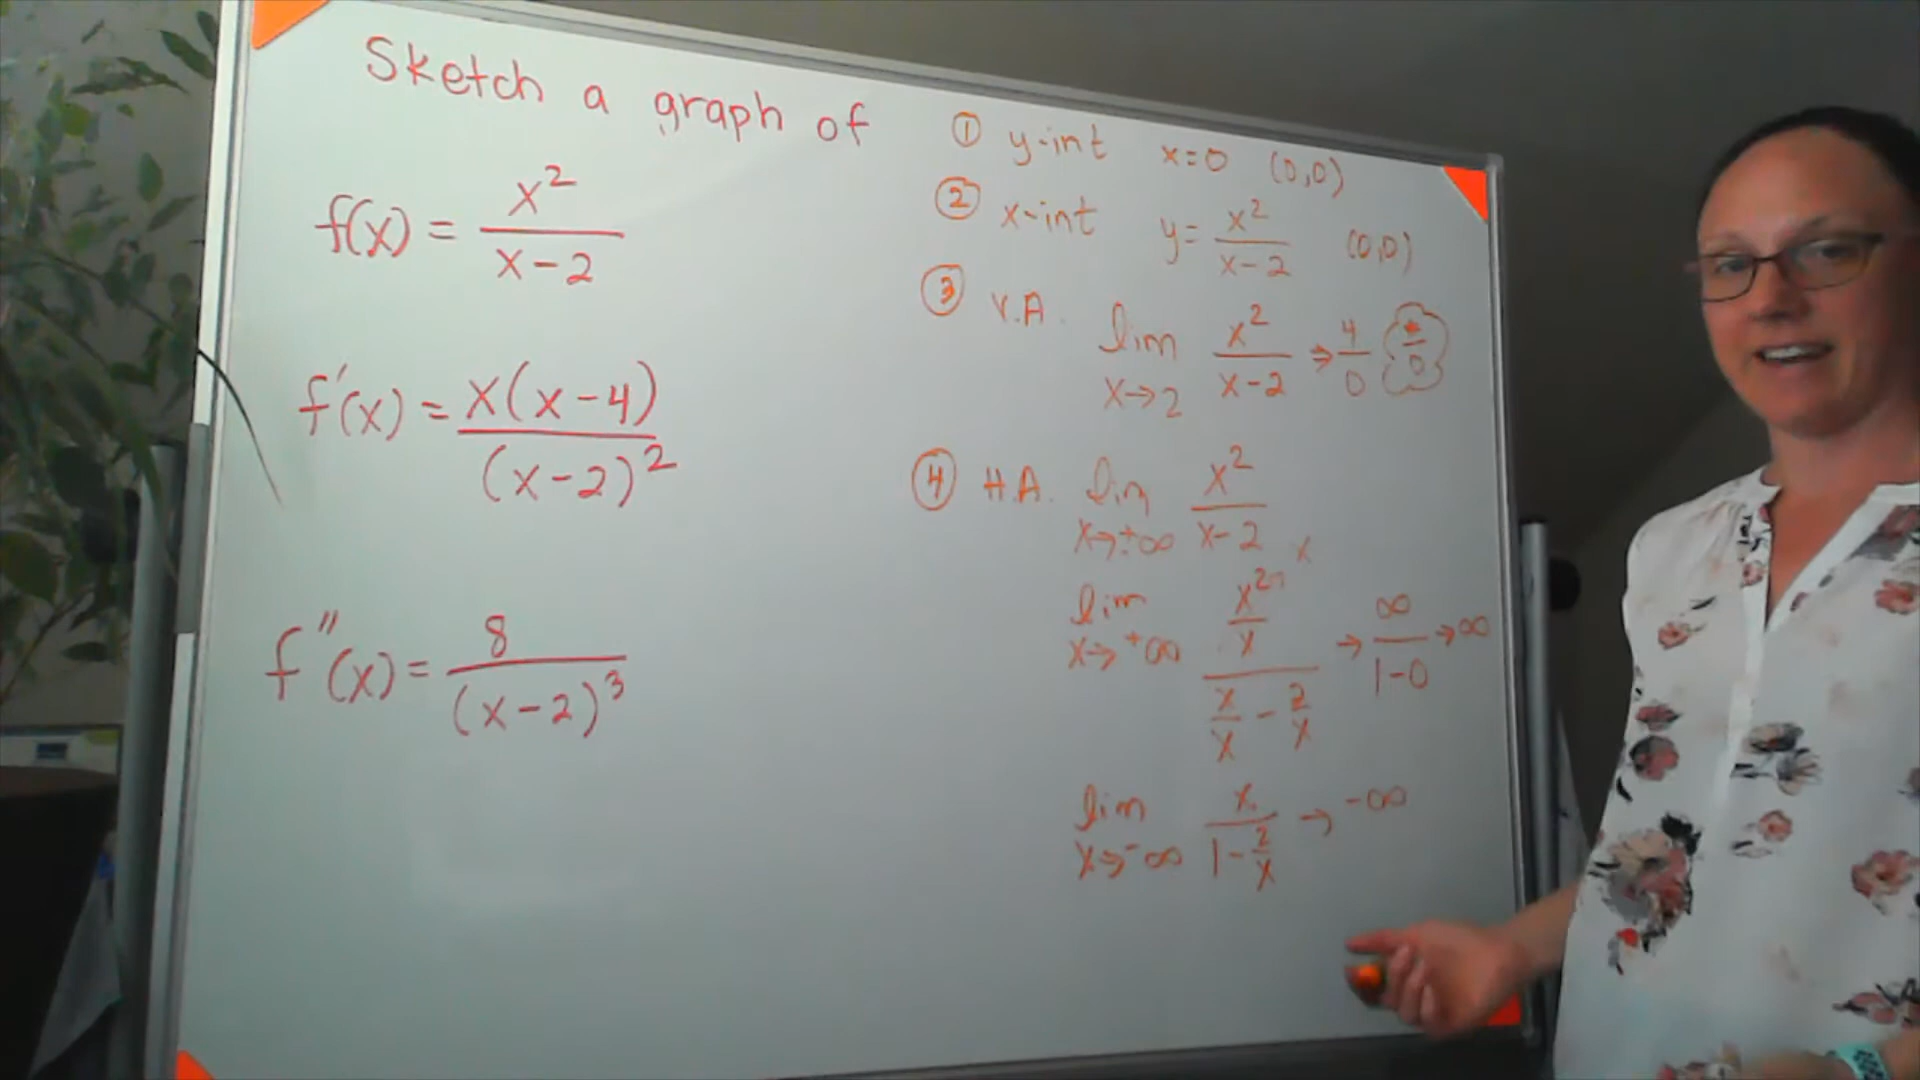 Sketch a graph of
f(x) = x²/(x-2)
f'(x) = x(x-4)/(x-2)²
f''(x) = 8/(x-2)³
① y-int x=0 (0,0)
② x-int y= x²/(x-2) (0,0)
③ V.A. lim x→2 x²/(x-2) ⇒ 4/0 */0
④ H.A. lim x→±∞ x²/(x-2)
lim x→+∞ (x²/x)/(x/x - 2/x) → ∞/(1-0) → ∞
x
lim x→-∞ x/(1-2/x) → -∞